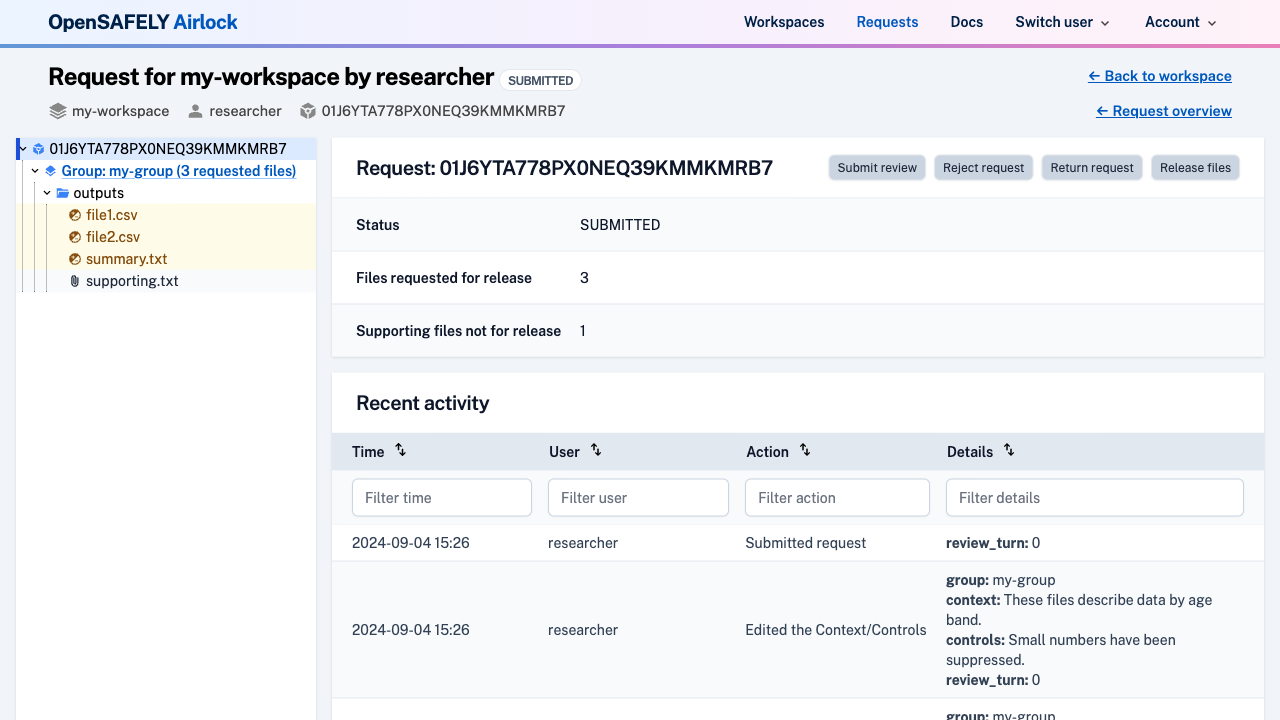 OpenSAFELY Airlock
Workspaces Requests Docs Switch user Account
Request for my-workspace by researcher SUBMITTED
← Back to workspace
my-workspace researcher 01J6YTA778PX0NEQ39KMMKMRB7
← Request overview
01J6YTA778PX0NEQ39KMMKMRB7
Group: my-group (3 requested files)
outputs
file1.csv
file2.csv
summary.txt
supporting.txt
Request: 01J6YTA778PX0NEQ39KMMKMRB7
Submit review Reject request Return request Release files
Status SUBMITTED
Files requested for release 3
Supporting files not for release 1
Recent activity
Time User Action Details
Filter time Filter user Filter action Filter details
2024-09-04 15:26 researcher Submitted request review_turn: 0
2024-09-04 15:26 researcher Edited the Context/Controls
group: my-group
context: These files describe data by age
band.
controls: Small numbers have been
suppressed.
review_turn: 0
group: my-group